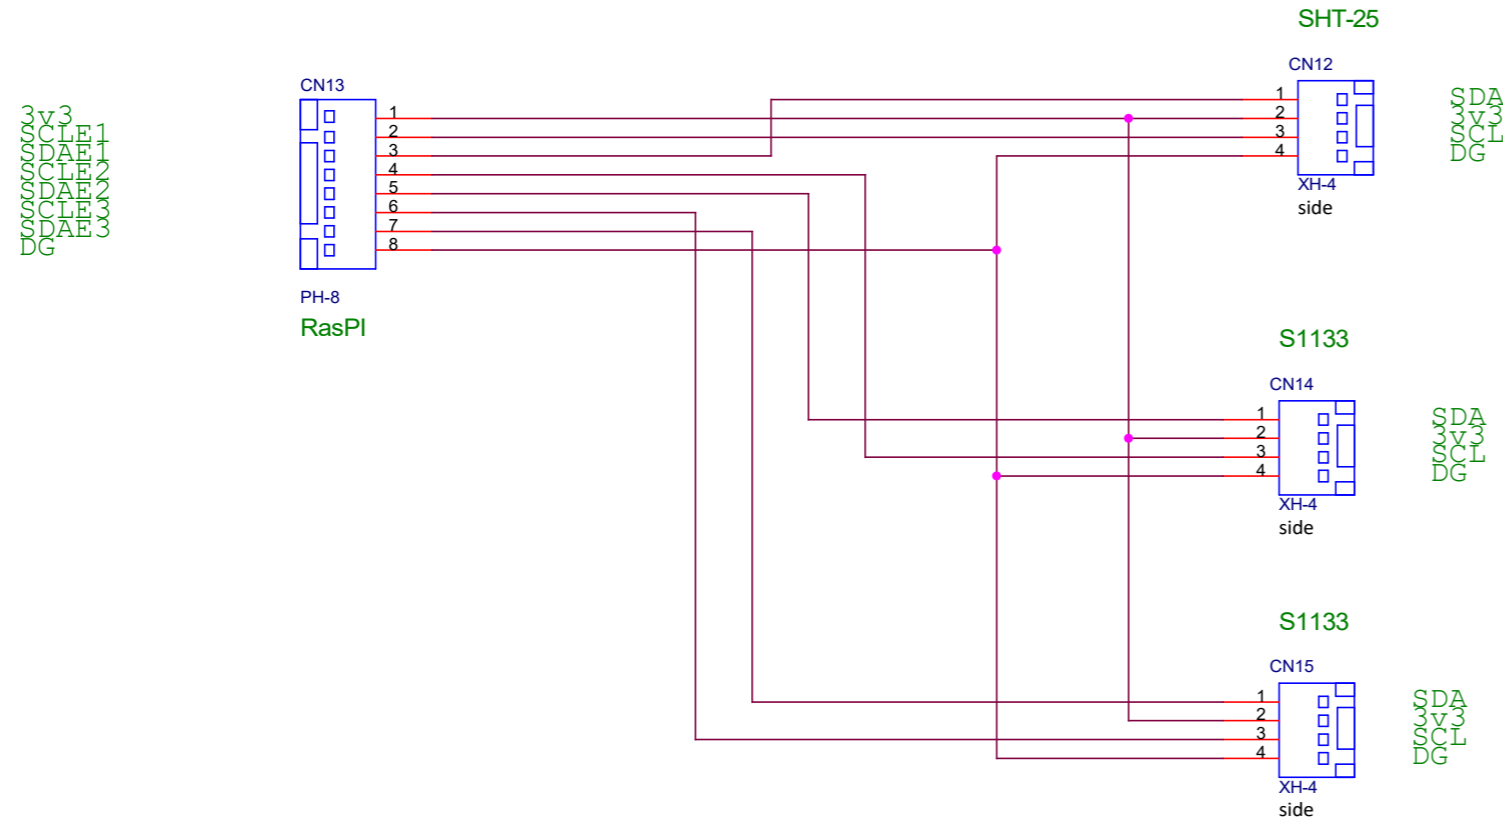 SHT-25
CN12
1
2
3
4
SDA
3v3
SCL
DG
XH-4
side
CN13
3v3
SCLE1
SDAE1
SCLE2
SDAE2
SCLE3
SDAE3
DG
1
2
3
4
5
6
7
8
PH-8
RasPI
S1133
CN14
1
2
3
4
SDA
3v3
SCL
DG
XH-4
side
S1133
CN15
1
2
3
4
SDA
3v3
SCL
DG
XH-4
side